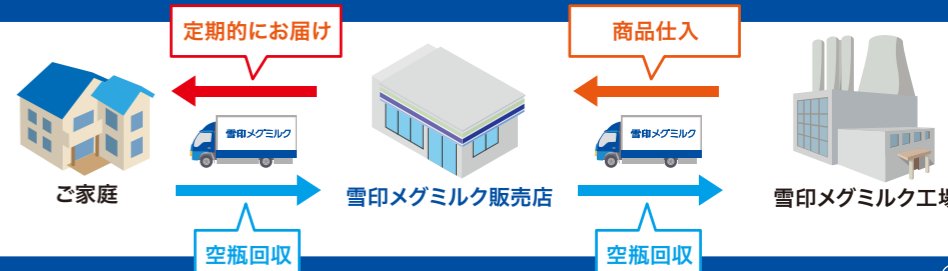 定期的にお届け
商品仕入
雪印メグミルク
雪印メグミルク
ご家庭
雪印メグミルク販売店
雪印メグミルク工場
空瓶回収
空瓶回収